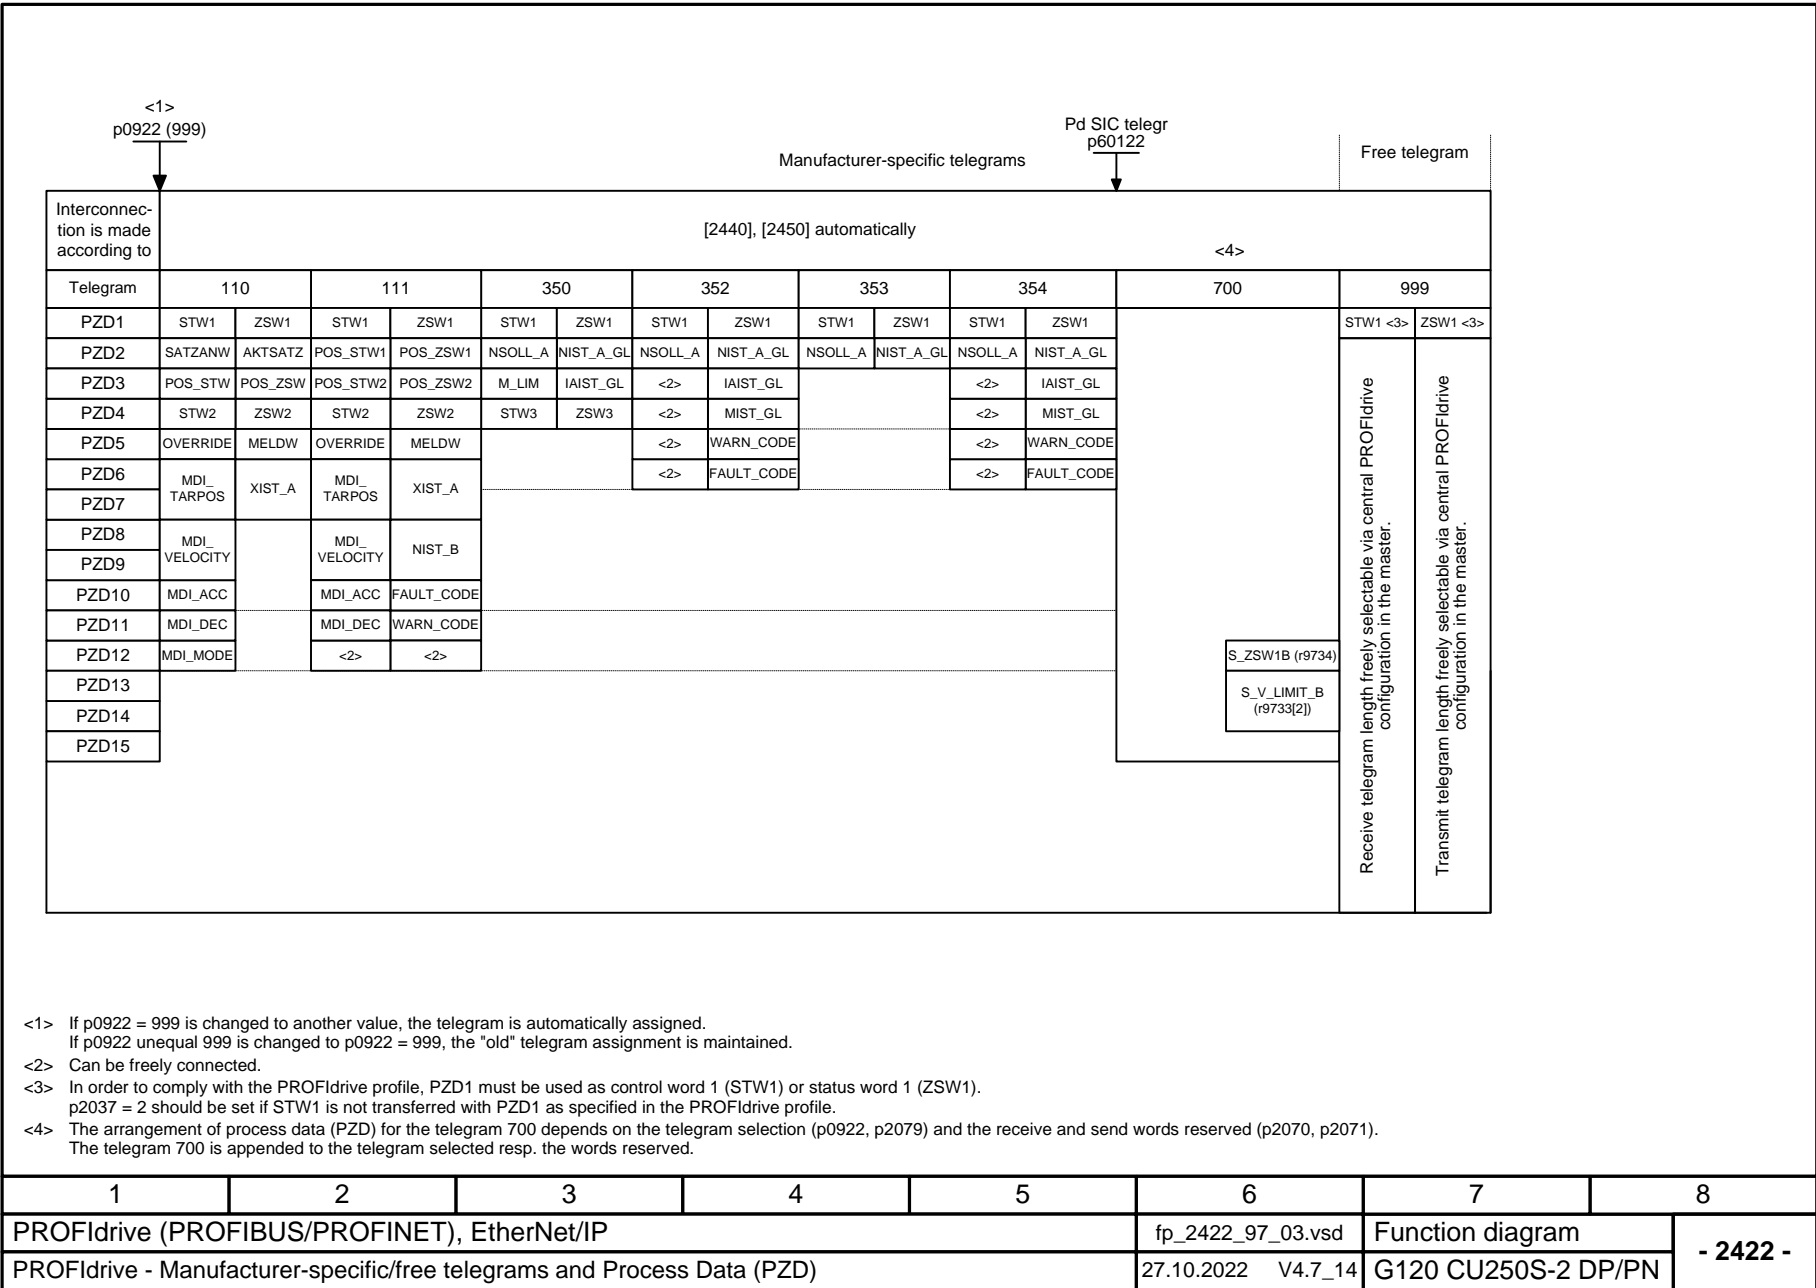 <1>
p0922 (999)
Pd SIC telegr
p60122
Manufacturer-specific telegrams
Free telegram
Interconnec-
tion is made
according to
[2440], [2450] automatically
<4>
Telegram 110 111 350 352 353 354 700 999
PZD1 STW1 ZSW1 STW1 ZSW1 STW1 ZSW1 STW1 ZSW1 STW1 ZSW1 STW1 ZSW1 STW1 <3> ZSW1 <3>
PZD2 SATZANW AKTSATZ POS_STW1 POS_ZSW1 NSOLL_A NIST_A_GL NSOLL_A NIST_A_GL NSOLL_A NIST_A_GL NSOLL_A NIST_A_GL
PZD3 POS_STW POS_ZSW POS_STW2 POS_ZSW2 M_LIM IAIST_GL <2> IAIST_GL <2> IAIST_GL
PZD4 STW2 ZSW2 STW2 ZSW2 STW3 ZSW3 <2> MIST_GL <2> MIST_GL
PZD5 OVERRIDE MELDW OVERRIDE MELDW <2> WARN_CODE <2> WARN_CODE
PZD6 <2> FAULT_CODE <2> FAULT_CODE
MDI_
TARPOS
XIST_A
MDI_
TARPOS
XIST_A
PZD7
PZD8
MDI_
VELOCITY
MDI_
VELOCITY
NIST_B
PZD9
PZD10 MDI_ACC MDI_ACC FAULT_CODE
PZD11 MDI_DEC MDI_DEC WARN_CODE
PZD12 MDI_MODE <2> <2> S_ZSW1B (r9734)
PZD13
S_V_LIMIT_B
(r9733[2])
PZD14
PZD15
Receive telegram length freely selectable via central PROFIdrive
configuration in the master.
Transmit telegram length freely selectable via central PROFIdrive
configuration in the master.
<1> If p0922 = 999 is changed to another value, the telegram is automatically assigned.
If p0922 unequal 999 is changed to p0922 = 999, the "old" telegram assignment is maintained.
<2> Can be freely connected.
<3> In order to comply with the PROFIdrive profile, PZD1 must be used as control word 1 (STW1) or status word 1 (ZSW1).
p2037 = 2 should be set if STW1 is not transferred with PZD1 as specified in the PROFIdrive profile.
<4> The arrangement of process data (PZD) for the telegram 700 depends on the telegram selection (p0922, p2079) and the receive and send words reserved (p2070, p2071).
The telegram 700 is appended to the telegram selected resp. the words reserved.
1 2 3 4 5 6 7 8
PROFIdrive (PROFIBUS/PROFINET), EtherNet/IP fp_2422_97_03.vsd Function diagram
- 2422 -
PROFIdrive - Manufacturer-specific/free telegrams and Process Data (PZD) 27.10.2022 V4.7_14 G120 CU250S-2 DP/PN